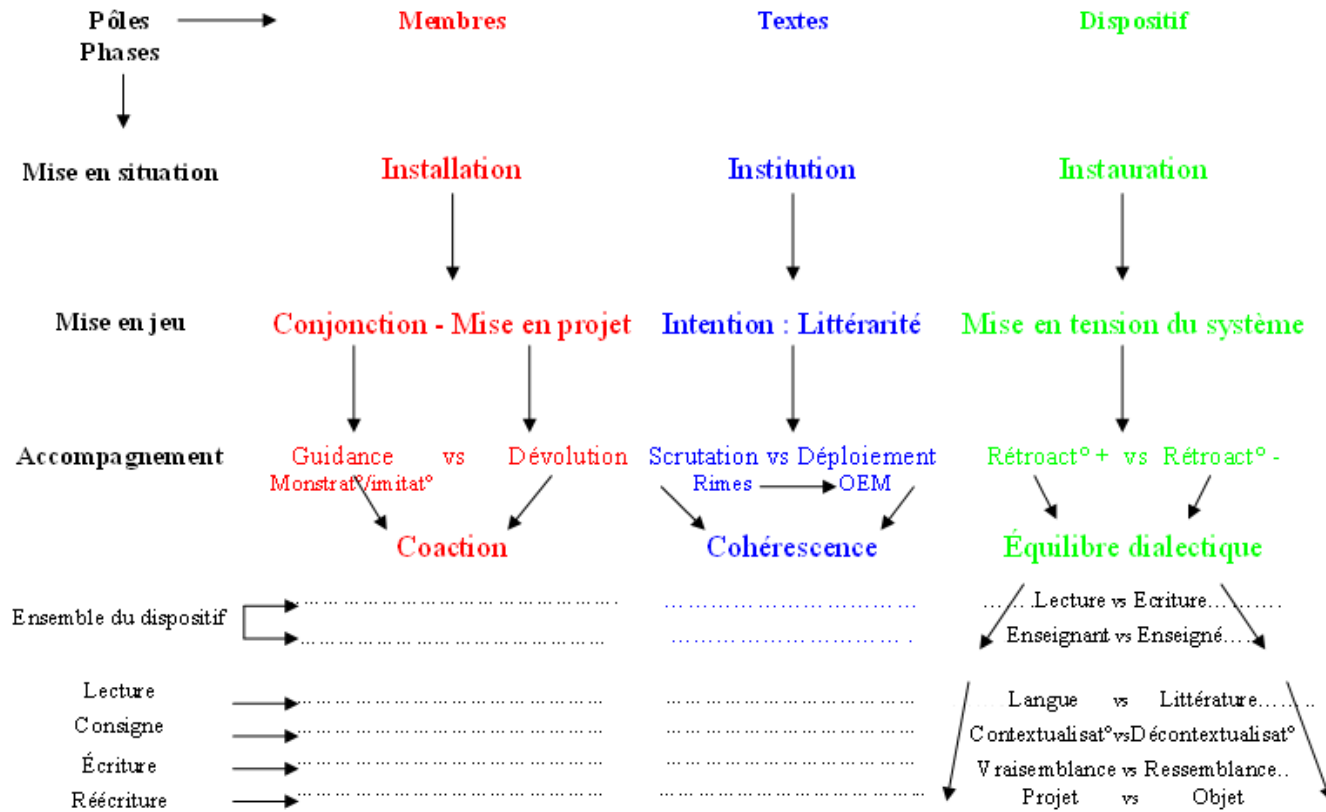 Pôles Membres Textes Dispositif
Phases
Mise en situation Installation Institution Instauration
Mise en jeu Conjonction - Mise en projet Intention : Littérarité Mise en tension du système
Accompagnement Guidance vs Dévolution Scrutation vs Déploiement Rétroact° + vs Rétroact° -
Monstrat°/imitat° Rimes OEM
Coaction Cohérescence Équilibre dialectique
Ensemble du dispositif
Lecture vs Ecriture
Enseignant vs Enseigné
Lecture Langue vs Littérature
Consigne Contextualisat° vs Décontextualisat°
Écriture Vraisemblance vs Ressemblance..
Réécriture Projet vs Objet